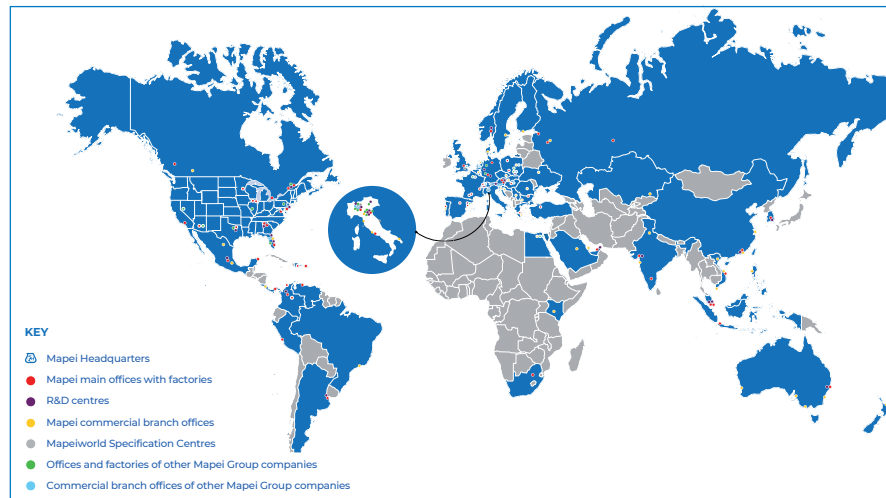 KEY
Mapei Headquarters
Mapei main offices with factories
R&D centres
Mapei commercial branch offices
Mapeiworld Specification Centres
Offices and factories of other Mapei Group companies
Commercial branch offices of other Mapei Group companies